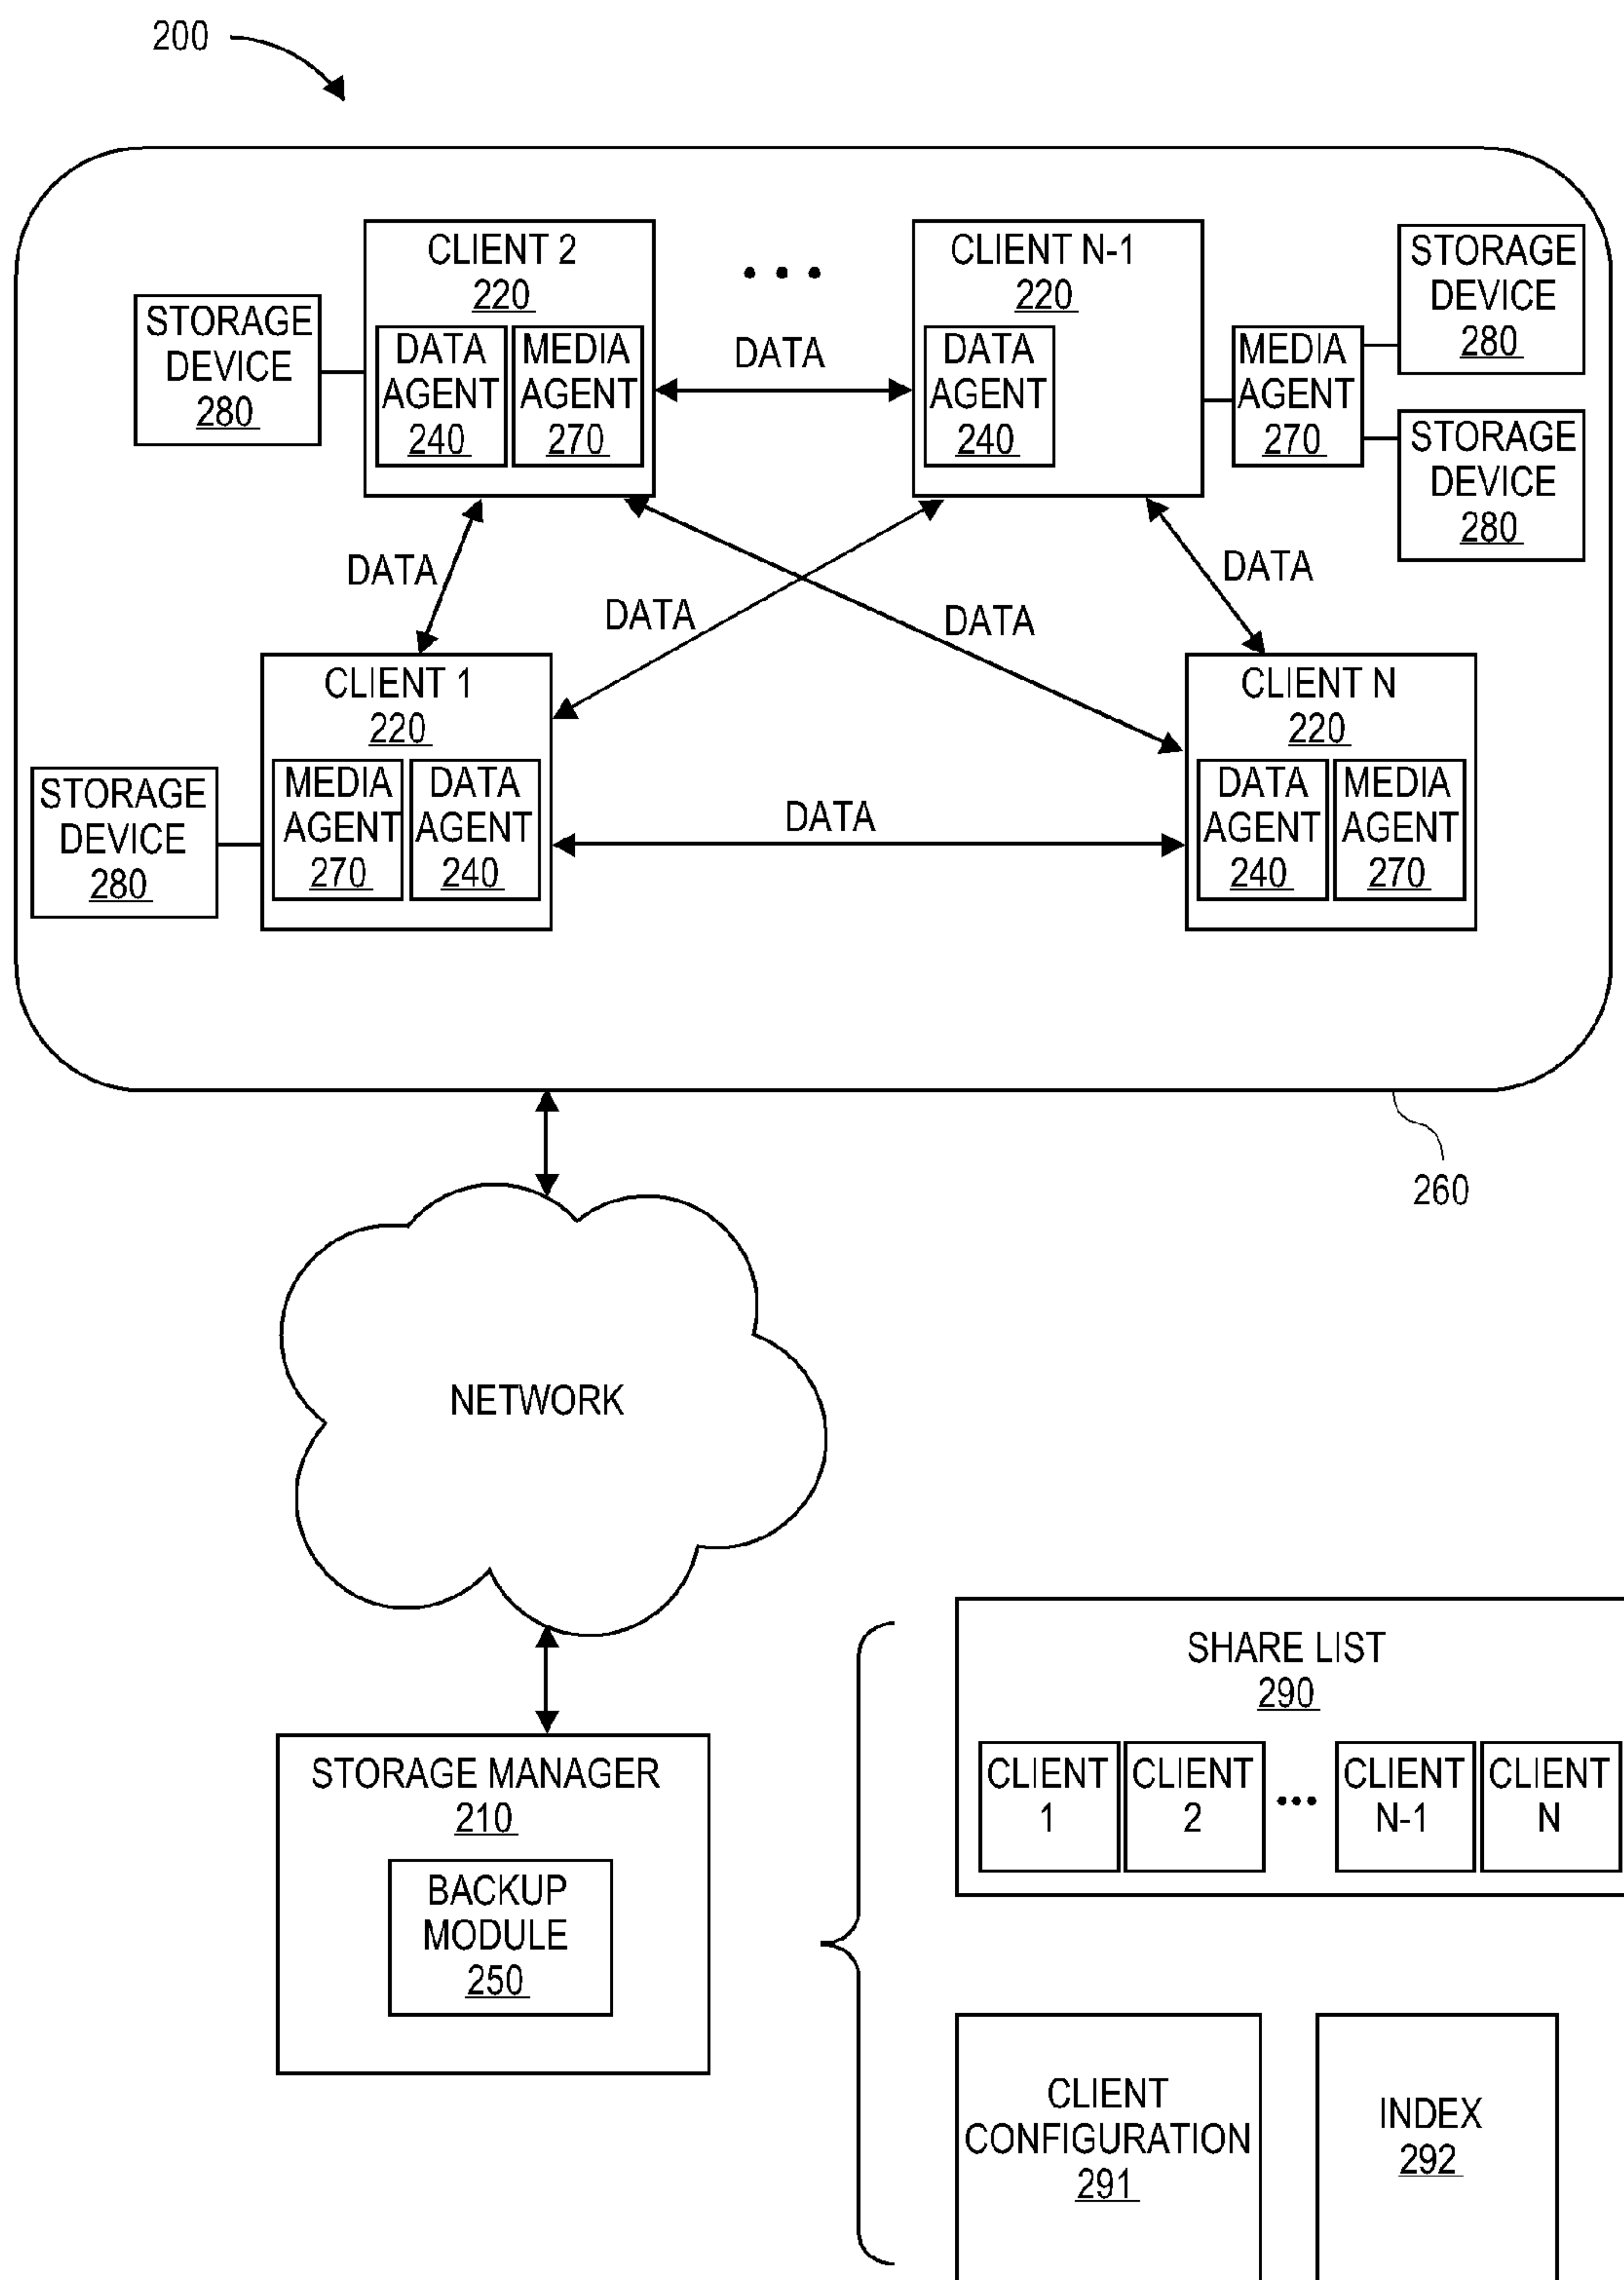 200
CLIENT 2
220
DATA
AGENT
240
MEDIA
AGENT
270
STORAGE
DEVICE
280
• • •
DATA
CLIENT N-1
220
DATA
AGENT
240
MEDIA
AGENT
270
STORAGE
DEVICE
280
STORAGE
DEVICE
280
DATA
DATA
DATA
DATA
CLIENT 1
220
MEDIA
AGENT
270
DATA
AGENT
240
STORAGE
DEVICE
280
DATA
CLIENT N
220
DATA
AGENT
240
MEDIA
AGENT
270
260
NETWORK
STORAGE MANAGER
210
BACKUP
MODULE
250
SHARE LIST
290
CLIENT
1
CLIENT
2
•••
CLIENT
N-1
CLIENT
N
CLIENT
CONFIGURATION
291
INDEX
292